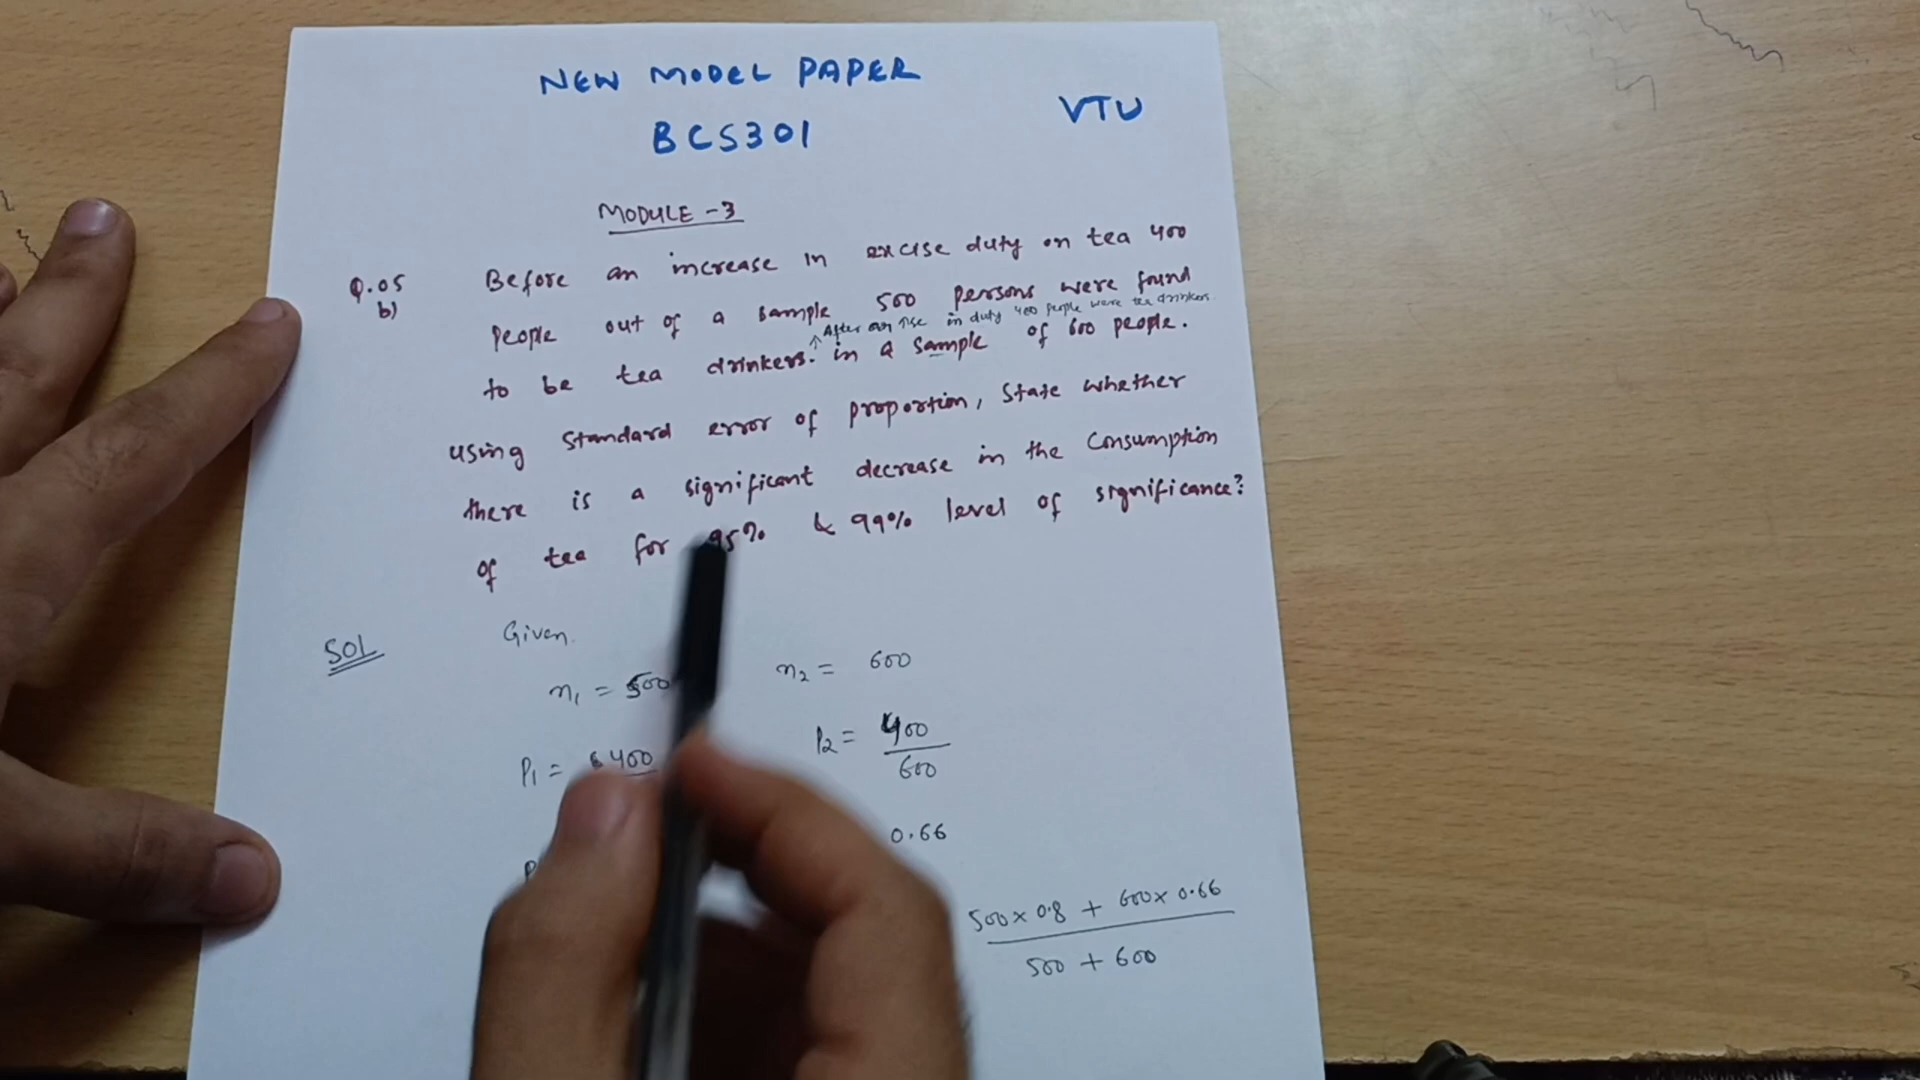 NEW MODEL PAPER
VTU
BCS301
MODULE -3
Q.05 Before an increase in excise duty on tea 400
b) People out of a sample 500 persons were found
↑ After an rise in duty 400 people were tea drinkers.
to be tea drinkers. in a sample of 600 people.
using standard error of proportion, state whether
there is a significant decrease in the consumption
of tea for 95% & 99% level of significance?
SOL Given.
n₁ = 500 n₂ = 600
P₁ = 400 P₂ = 400
600
0.66
500 × 0.8 + 600 × 0.66
500 + 600